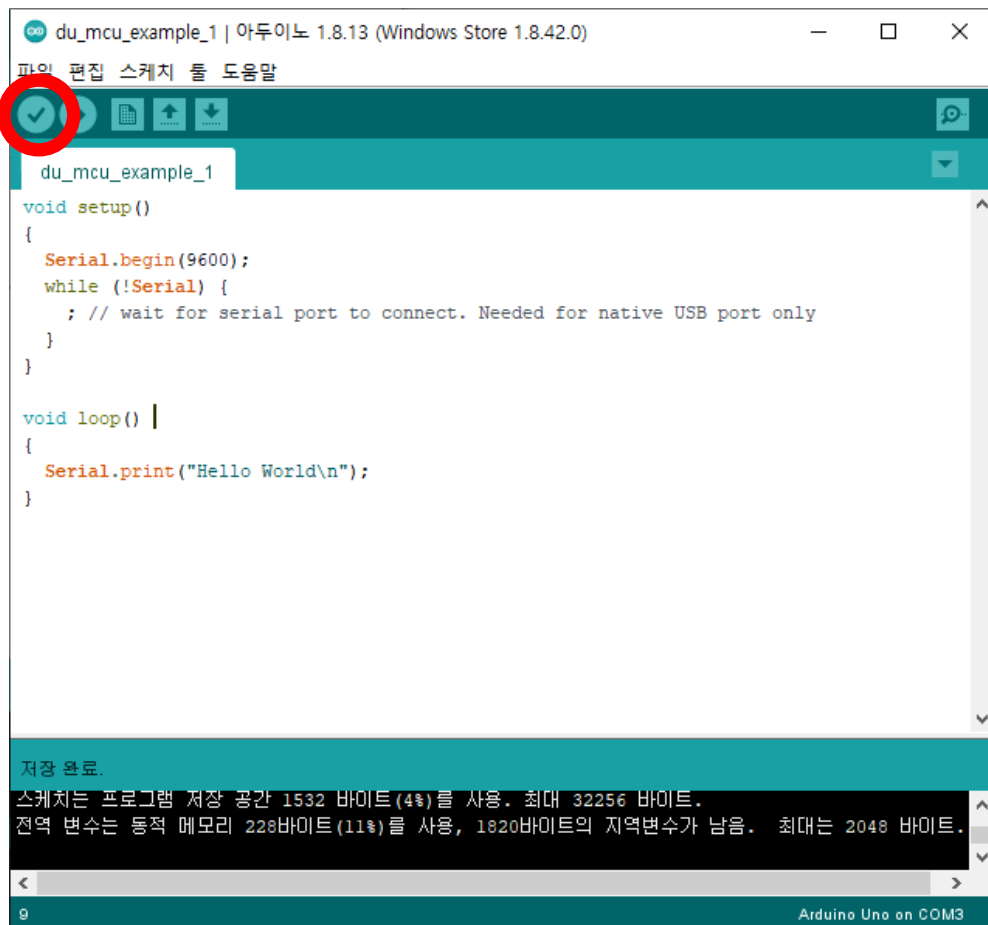 du_mcu_example_1 | 아두이노 1.8.13 (Windows Store 1.8.42.0)
파일 편집 스케치 툴 도움말
du_mcu_example_1
void setup()
{
  Serial.begin(9600);
  while (!Serial) {
    ; // wait for serial port to connect. Needed for native USB port only
  }
}

void loop()
{
  Serial.print("Hello World\n");
}
저장 완료.
스케치는 프로그램 저장 공간 1532 바이트(4%)를 사용. 최대 32256 바이트.
전역 변수는 동적 메모리 228바이트(11%)를 사용, 1820바이트의 지역변수가 남음.  최대는 2048 바이트.
9
Arduino Uno on COM3